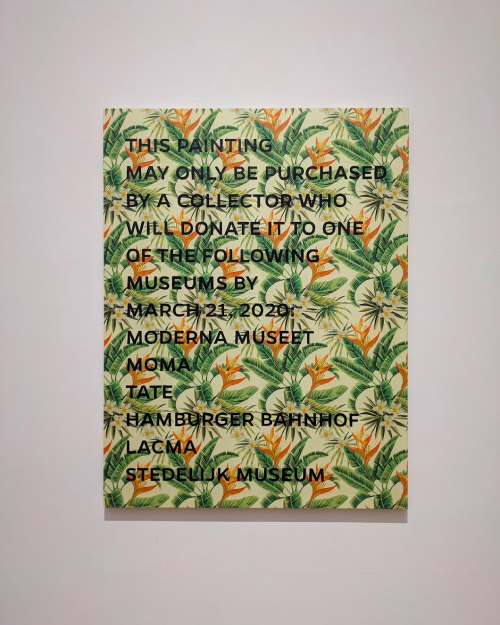 THIS PAINTING
MAY ONLY BE PURCHASED
BY A COLLECTOR WHO
WILL DONATE IT TO ONE
OF THE FOLLOWING
MUSEUMS BY
MARCH 21, 2020:
MODERNA MUSEET
MOMA
TATE
HAMBURGER BAHNHOF
LACMA
STEDELIJK MUSEUM